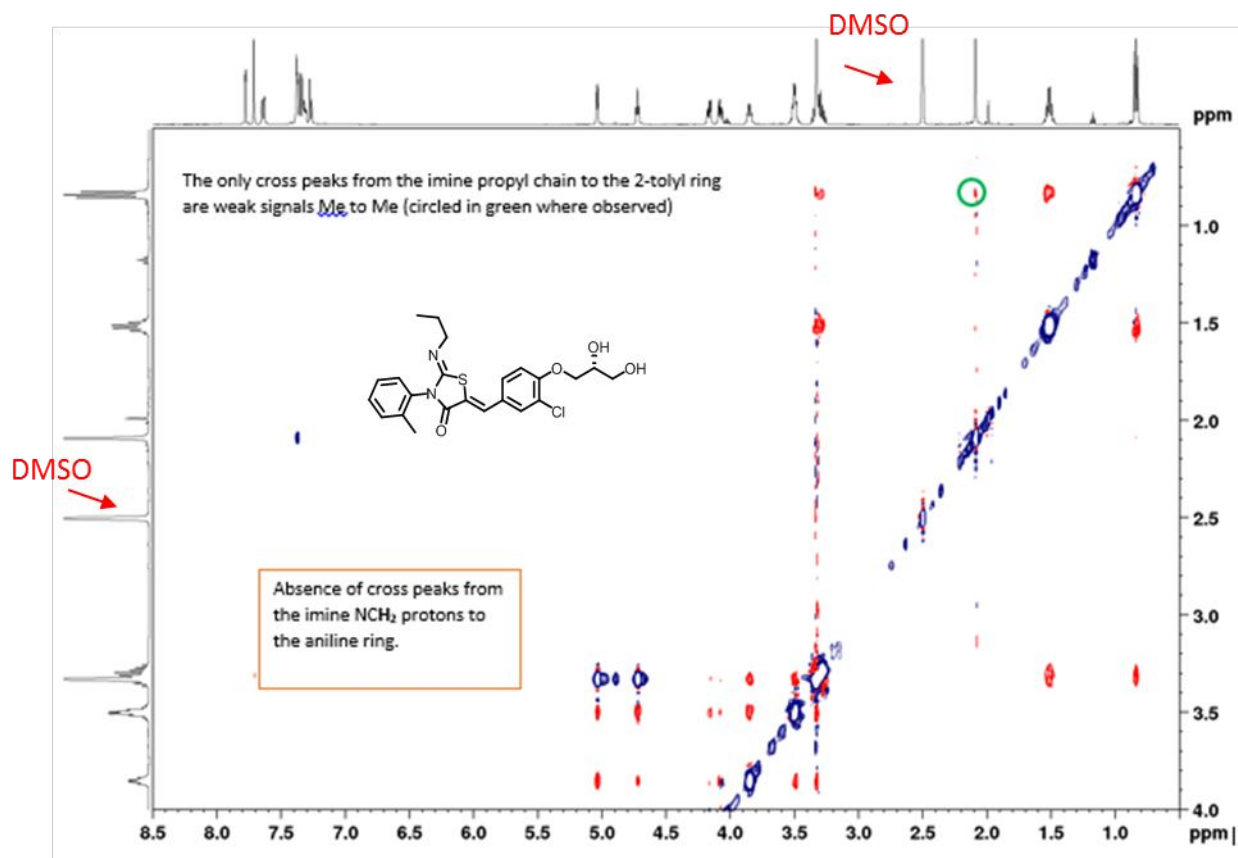 DMSO
ppm
The only cross peaks from the imine propyl chain to the 2-tolyl ring
are weak signals Me to Me (circled in green where observed)
1.0
1.5
OH
N
O
OH
S
N
Cl
O
2.0
DMSO
2.5
Absence of cross peaks from
the imine NCH₂ protons to
the aniline ring.
3.0
3.5
4.0
8.5 8.0 7.5 7.0 6.5 6.0 5.5 5.0 4.5 4.0 3.5 3.0 2.5 2.0 1.5 1.0 ppm